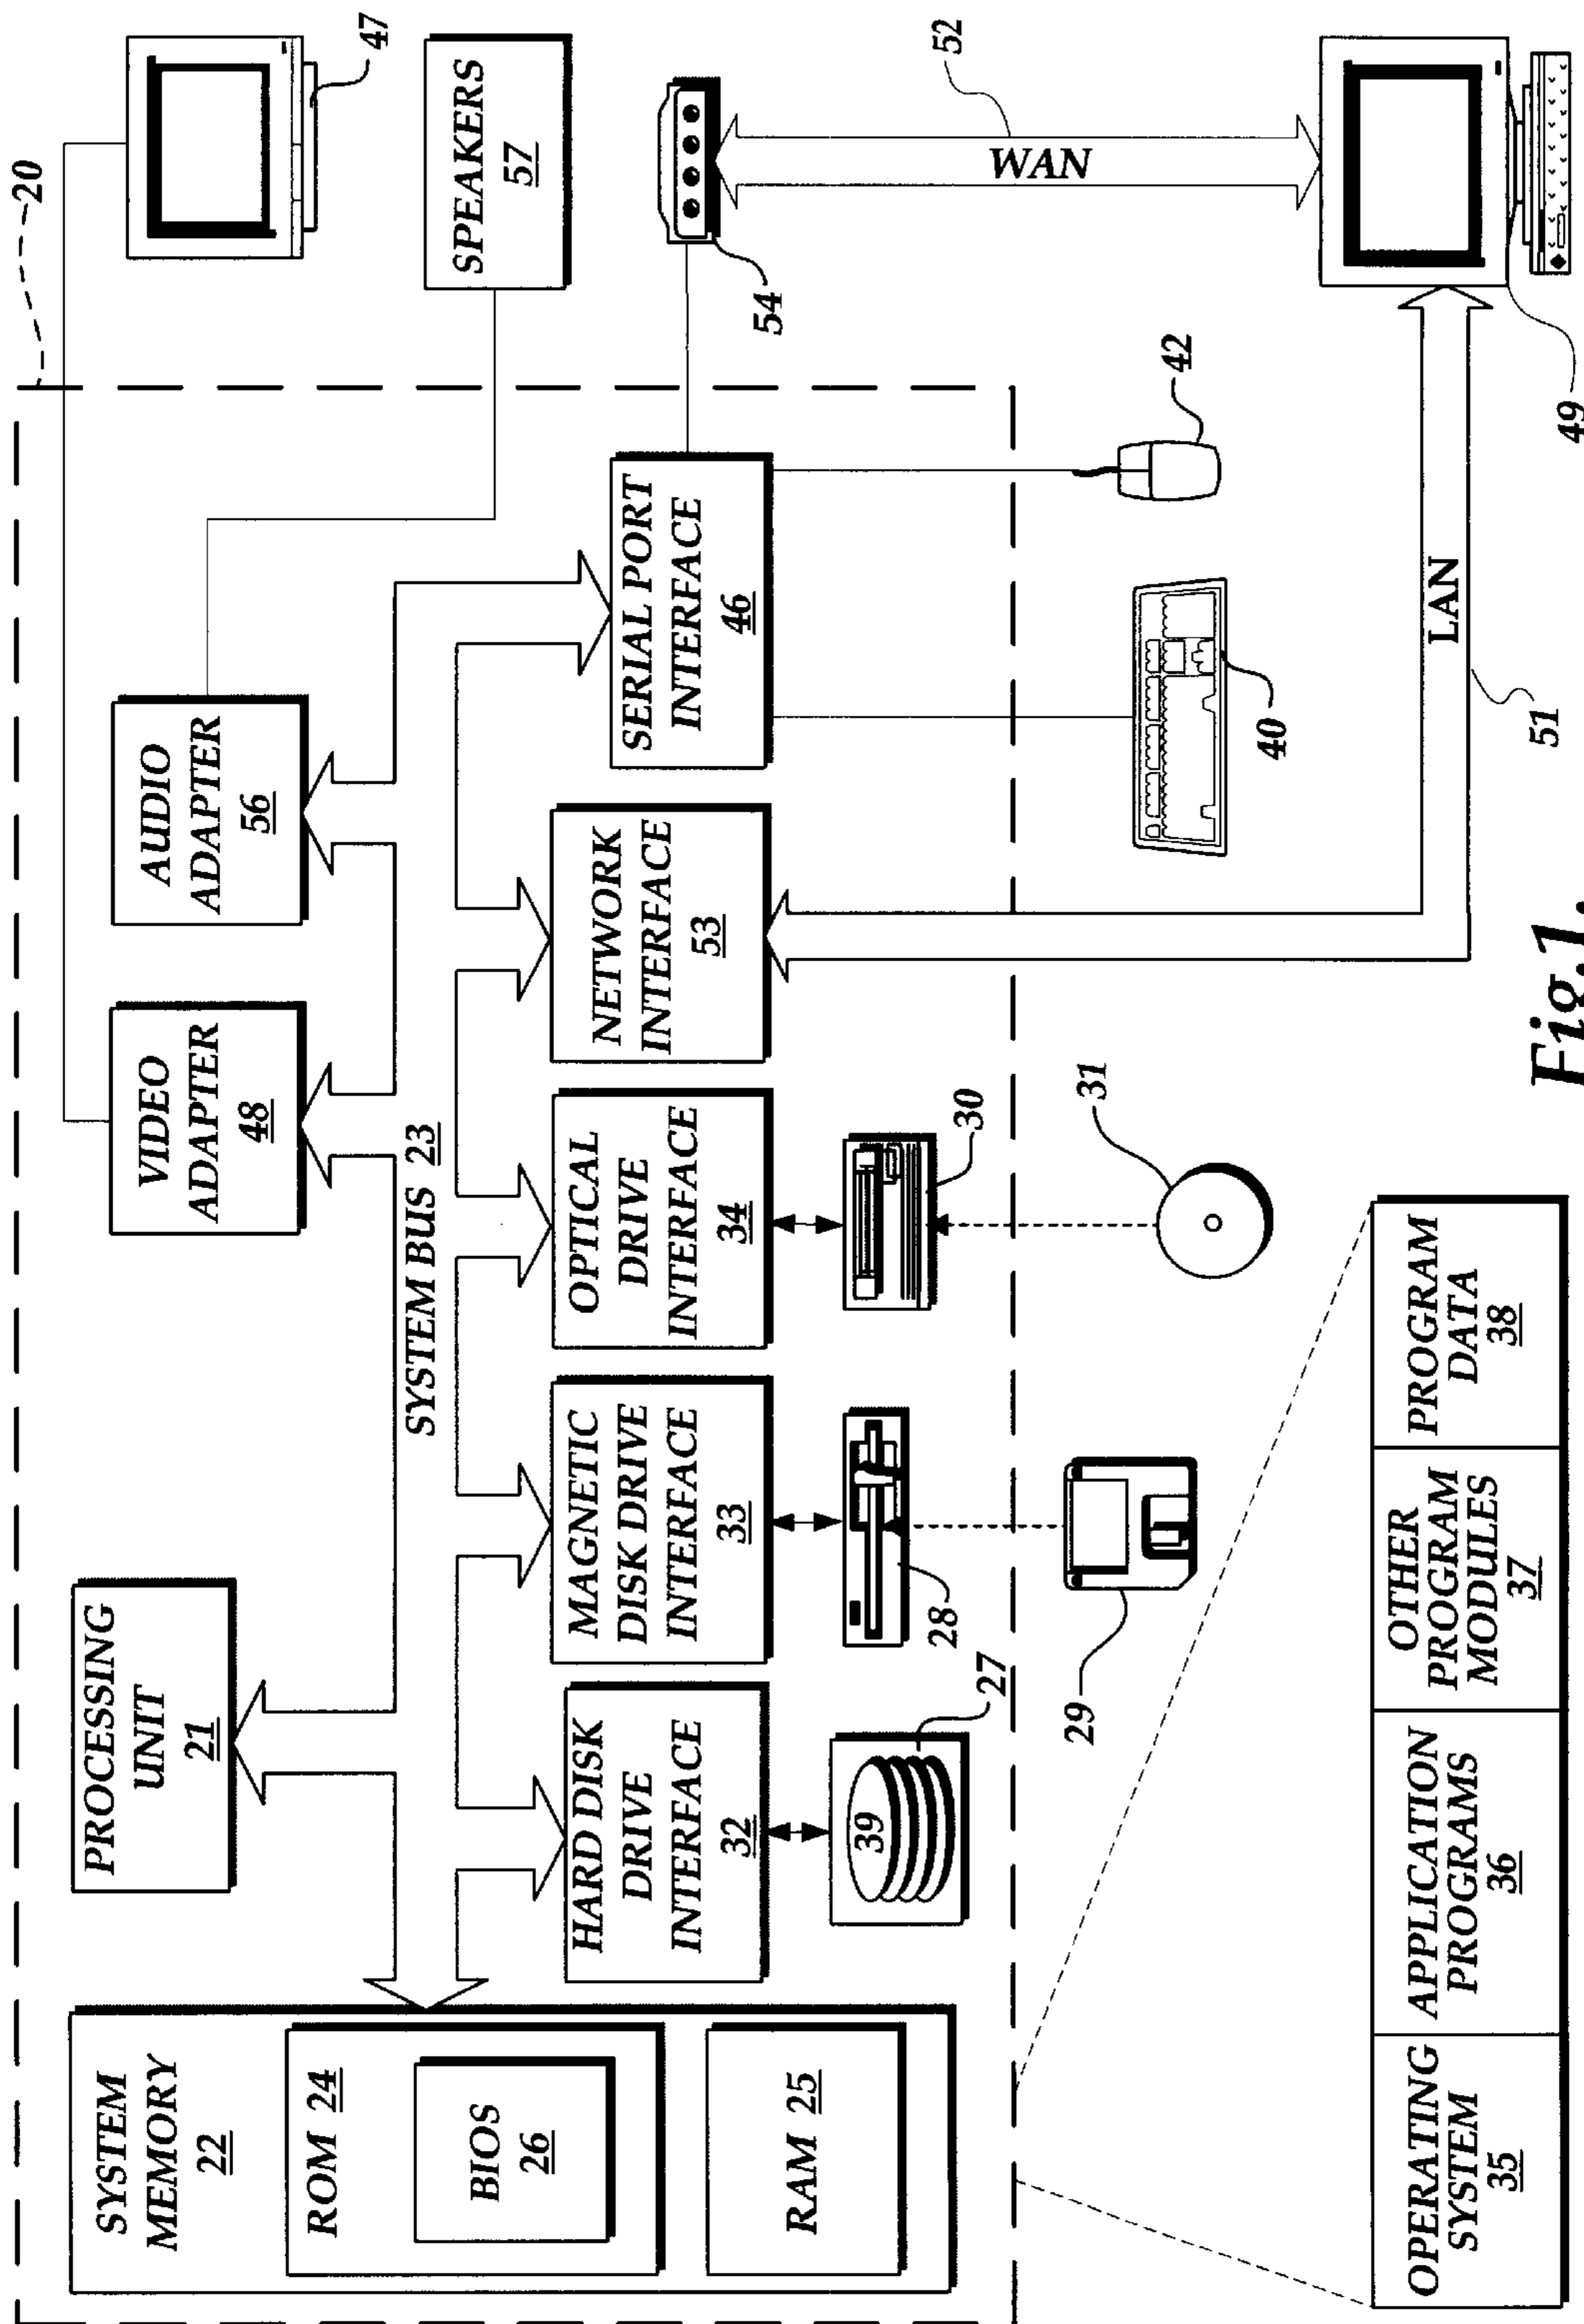 20
PROCESSING
UNIT
21
VIDEO
ADAPTER
48
AUDIO
ADAPTER
56
47
SYSTEM
MEMORY
22
ROM 24
BIOS
26
RAM 25
SYSTEM BUS 23
SPEAKERS
57
HARD DISK
DRIVE
INTERFACE
32
MAGNETIC
DISK DRIVE
INTERFACE
33
OPTICAL
DRIVE
INTERFACE
34
NETWORK
INTERFACE
53
SERIAL PORT
INTERFACE
46
54
39
27
28
30
52
WAN
29
31
40
42
OPERATING
SYSTEM
35
APPLICATION
PROGRAMS
36
OTHER
PROGRAM
MODULES
37
PROGRAM
DATA
38
LAN
51
49
Fig.1.